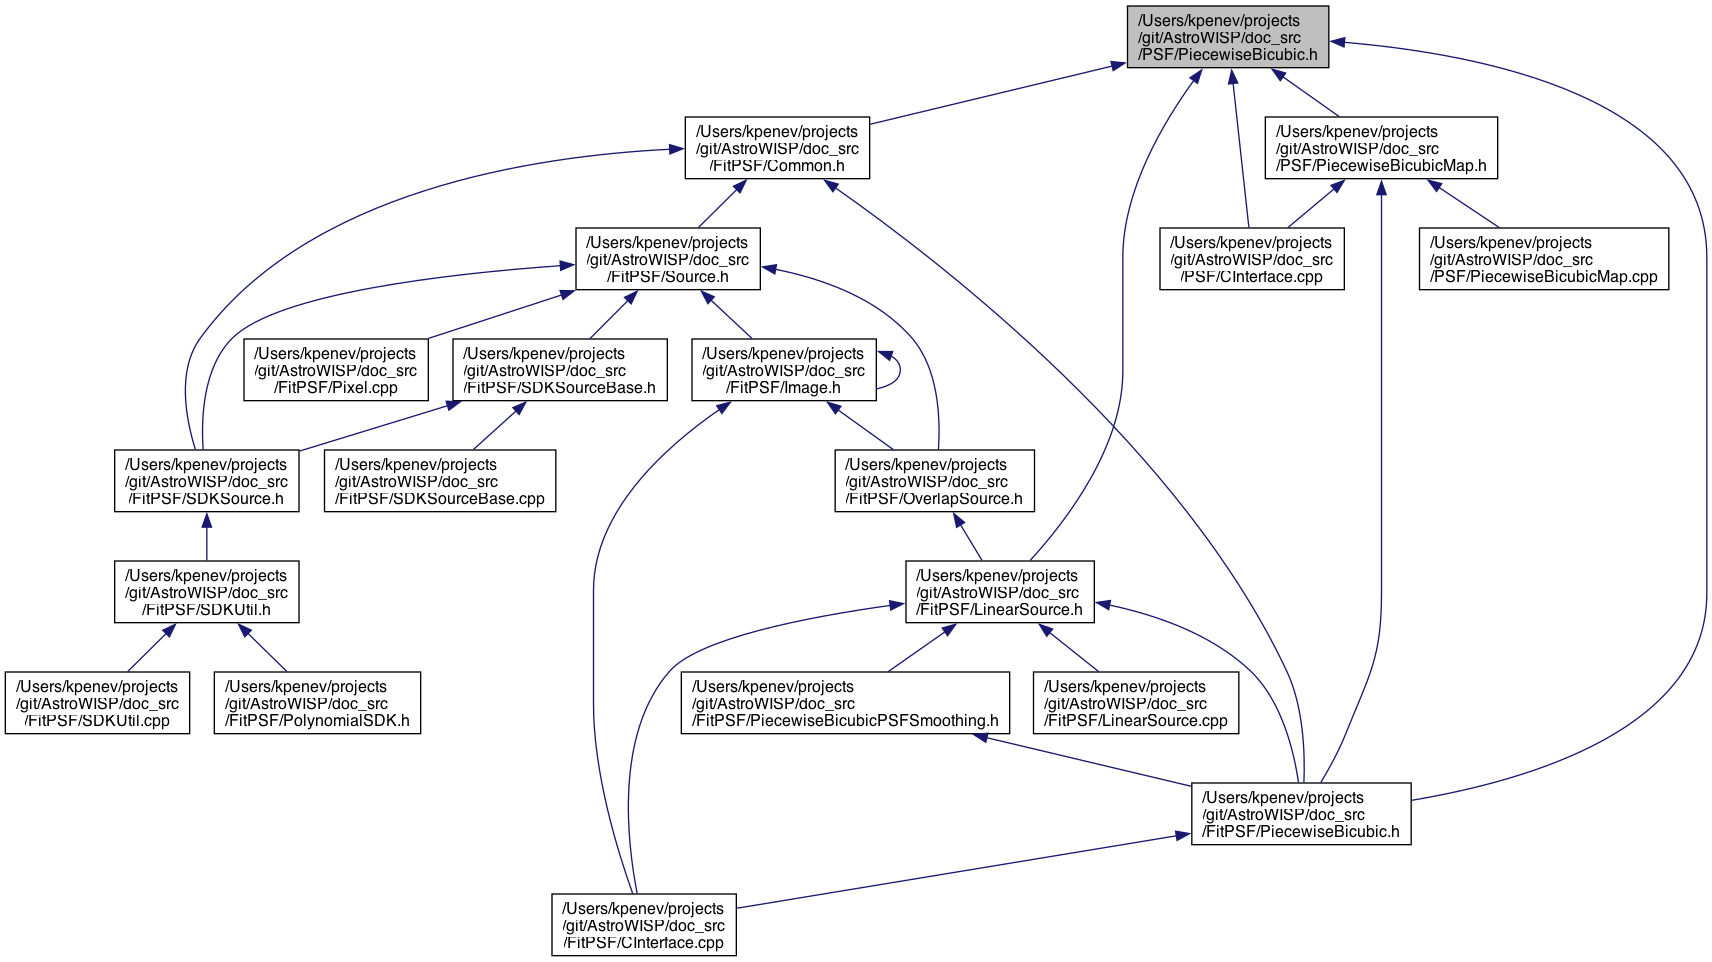 /Users/kpenev/projects
/git/AstroWISP/doc_src
/PSF/PiecewiseBicubic.h
/Users/kpenev/projects
/git/AstroWISP/doc_src
/FitPSF/Common.h
/Users/kpenev/projects
/git/AstroWISP/doc_src
/PSF/PiecewiseBicubicMap.h
/Users/kpenev/projects
/git/AstroWISP/doc_src
/FitPSF/Source.h
/Users/kpenev/projects
/git/AstroWISP/doc_src
/PSF/CInterface.cpp
/Users/kpenev/projects
/git/AstroWISP/doc_src
/PSF/PiecewiseBicubicMap.cpp
/Users/kpenev/projects
/git/AstroWISP/doc_src
/FitPSF/Pixel.cpp
/Users/kpenev/projects
/git/AstroWISP/doc_src
/FitPSF/SDKSourceBase.h
/Users/kpenev/projects
/git/AstroWISP/doc_src
/FitPSF/Image.h
/Users/kpenev/projects
/git/AstroWISP/doc_src
/FitPSF/SDKSource.h
/Users/kpenev/projects
/git/AstroWISP/doc_src
/FitPSF/SDKSourceBase.cpp
/Users/kpenev/projects
/git/AstroWISP/doc_src
/FitPSF/OverlapSource.h
/Users/kpenev/projects
/git/AstroWISP/doc_src
/FitPSF/SDKUtil.h
/Users/kpenev/projects
/git/AstroWISP/doc_src
/FitPSF/LinearSource.h
/Users/kpenev/projects
/git/AstroWISP/doc_src
/FitPSF/SDKUtil.cpp
/Users/kpenev/projects
/git/AstroWISP/doc_src
/FitPSF/PolynomialSDK.h
/Users/kpenev/projects
/git/AstroWISP/doc_src
/FitPSF/PiecewiseBicubicPSFSmoothing.h
/Users/kpenev/projects
/git/AstroWISP/doc_src
/FitPSF/LinearSource.cpp
/Users/kpenev/projects
/git/AstroWISP/doc_src
/FitPSF/PiecewiseBicubic.h
/Users/kpenev/projects
/git/AstroWISP/doc_src
/FitPSF/CInterface.cpp